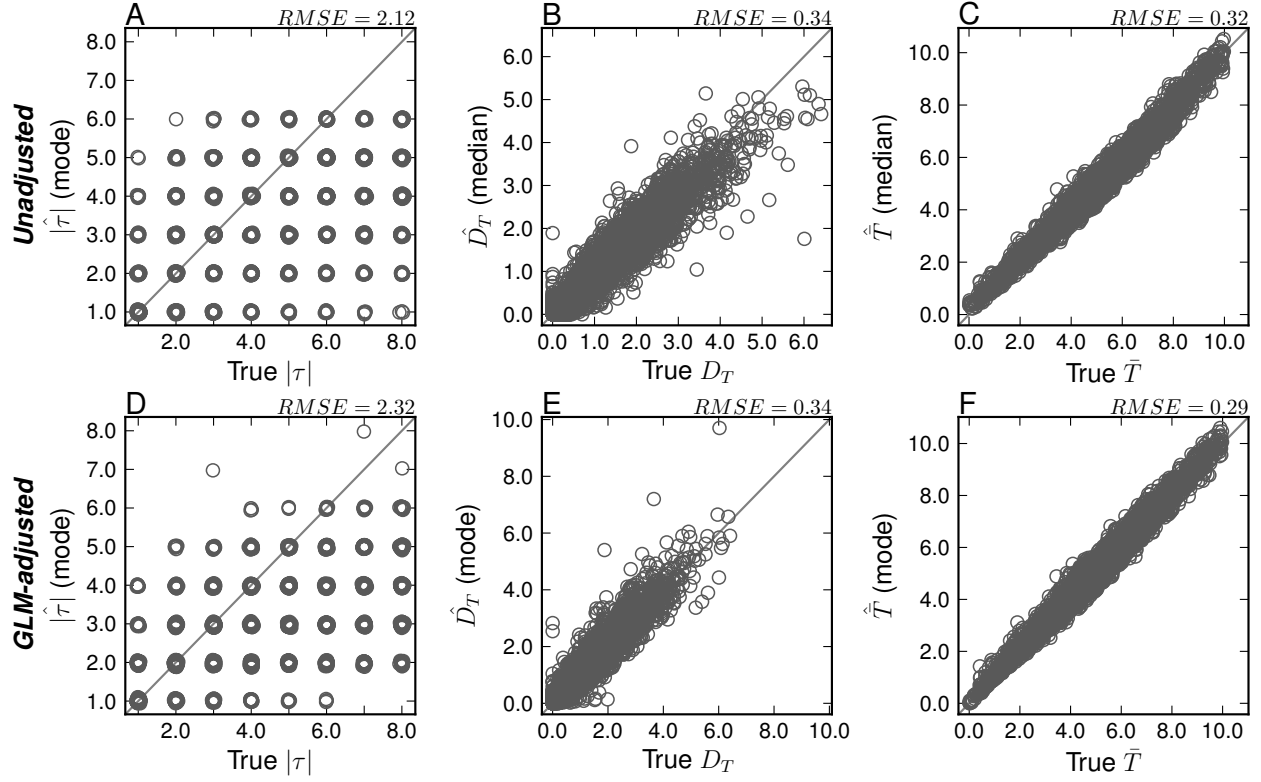 A
RMSE = 2.12
B
RMSE = 0.34
C
RMSE = 0.32
Unadjusted
|τ̂| (mode)
8.0
7.0
6.0
5.0
4.0
3.0
2.0
1.0
2.0 4.0 6.0 8.0
True |τ|
D̂_T (median)
6.0
5.0
4.0
3.0
2.0
1.0
0.0
0.0 1.0 2.0 3.0 4.0 5.0 6.0
True D_T
T̄̂ (median)
10.0
8.0
6.0
4.0
2.0
0.0
0.0 2.0 4.0 6.0 8.0 10.0
True T̄
D
RMSE = 2.32
E
RMSE = 0.34
F
RMSE = 0.29
GLM-adjusted
|τ̂| (mode)
8.0
7.0
6.0
5.0
4.0
3.0
2.0
1.0
2.0 4.0 6.0 8.0
True |τ|
D̂_T (mode)
10.0
8.0
6.0
4.0
2.0
0.0
0.0 2.0 4.0 6.0 8.0 10.0
True D_T
T̄̂ (mode)
10.0
8.0
6.0
4.0
2.0
0.0
0.0 2.0 4.0 6.0 8.0 10.0
True T̄